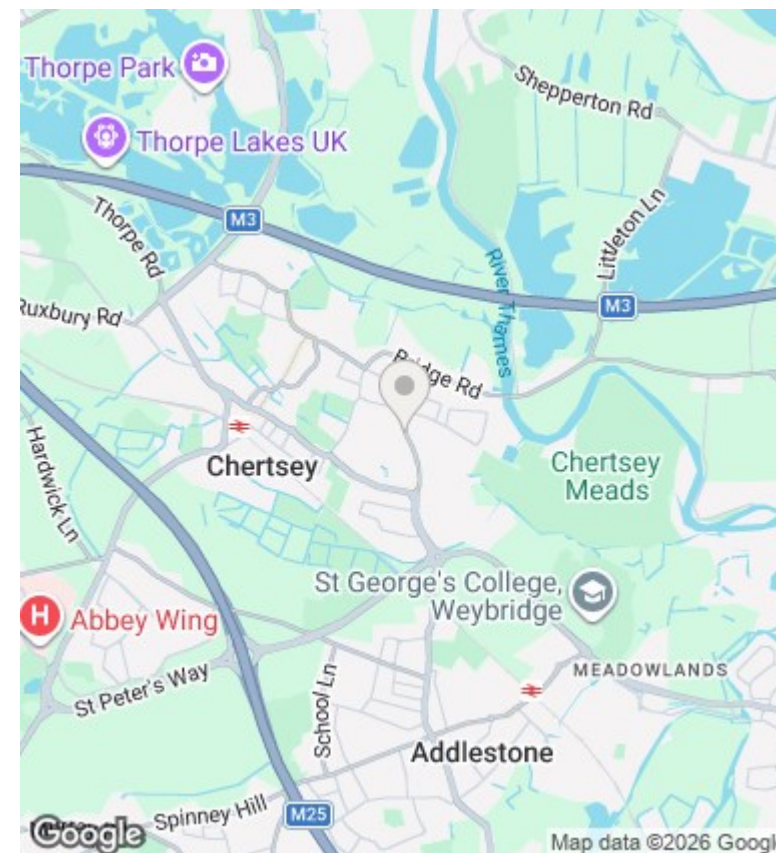 Thorpe Park
Shepperton Rd
Thorpe Lakes UK
Thorpe Rd
M3
Littleton Ln
River Thames
M3
Ruxbury Rd
Bridge Rd
Chertsey
Hardwick Ln
Chertsey
Meads
St George's College,
Weybridge
H
Abbey Wing
MEADOWLANDS
St Peter's Way
School Ln
Addlestone
M25
Spinney Hill
Google
Map data ©2026 Googl